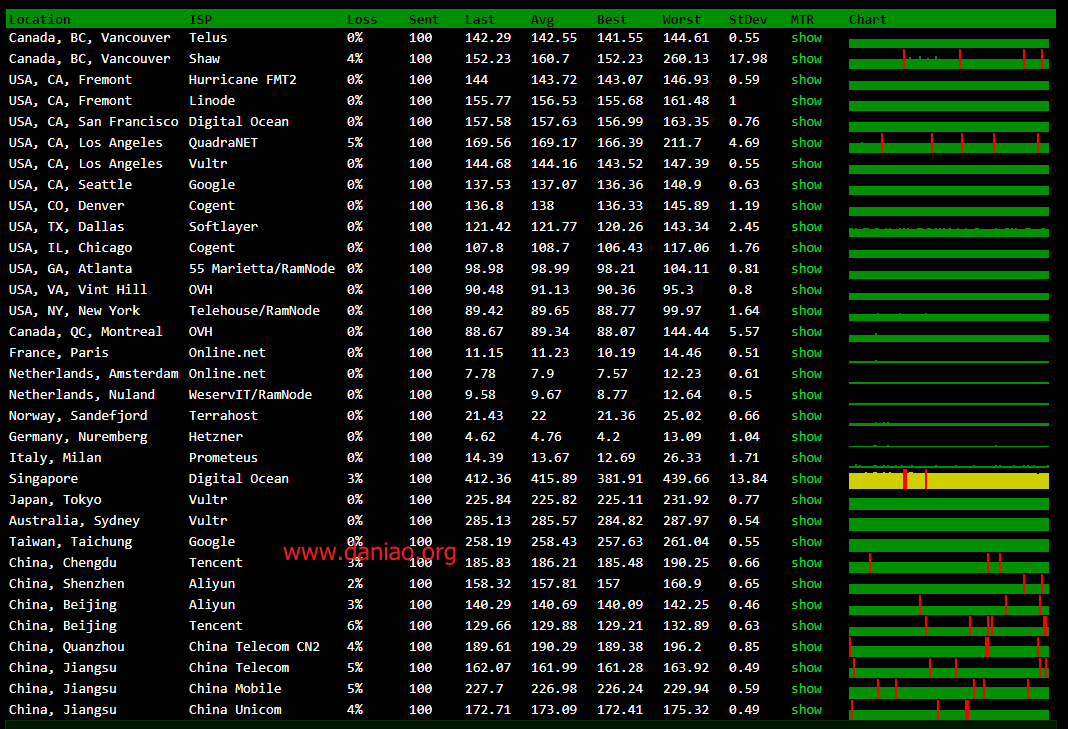 Location ISP Loss Sent Last Avg Best Worst StDev MTR Chart
Canada, BC, Vancouver Telus 0% 100 142.29 142.55 141.55 144.61 0.55 show
Canada, BC, Vancouver Shaw 4% 100 152.23 160.7 152.23 260.13 17.98 show
USA, CA, Fremont Hurricane FMT2 0% 100 144 143.72 143.07 146.93 0.59 show
USA, CA, Fremont Linode 0% 100 155.77 156.53 155.68 161.48 1 show
USA, CA, San Francisco Digital Ocean 0% 100 157.58 157.63 156.99 163.35 0.76 show
USA, CA, Los Angeles QuadraNET 5% 100 169.56 169.17 166.39 211.7 4.69 show
USA, CA, Los Angeles Vultr 0% 100 144.68 144.16 143.52 147.39 0.55 show
USA, CA, Seattle Google 0% 100 137.53 137.07 136.36 140.9 0.63 show
USA, CO, Denver Cogent 0% 100 136.8 138 136.33 145.89 1.19 show
USA, TX, Dallas Softlayer 0% 100 121.42 121.77 120.26 143.34 2.45 show
USA, IL, Chicago Cogent 0% 100 107.8 108.7 106.43 117.06 1.76 show
USA, GA, Atlanta 55 Marietta/RamNode 0% 100 98.98 98.99 98.21 104.11 0.81 show
USA, VA, Vint Hill OVH 0% 100 90.48 91.13 90.36 95.3 0.8 show
USA, NY, New York Telehouse/RamNode 0% 100 89.42 89.65 88.77 99.97 1.64 show
Canada, QC, Montreal OVH 0% 100 88.67 89.34 88.07 144.44 5.57 show
France, Paris Online.net 0% 100 11.15 11.23 10.19 14.46 0.51 show
Netherlands, Amsterdam Online.net 0% 100 7.78 7.9 7.57 12.23 0.61 show
Netherlands, Nuland WeservIT/RamNode 0% 100 9.58 9.67 8.77 12.64 0.5 show
Norway, Sandefjord Terrahost 0% 100 21.43 22 21.36 25.02 0.66 show
Germany, Nuremberg Hetzner 0% 100 4.62 4.76 4.2 13.09 1.04 show
Italy, Milan Prometeus 0% 100 14.39 13.67 12.69 26.33 1.71 show
Singapore Digital Ocean 3% 100 412.36 415.89 381.91 439.66 13.84 show
Japan, Tokyo Vultr 0% 100 225.84 225.82 225.11 231.92 0.77 show
Australia, Sydney Vultr 0% 100 285.13 285.57 284.82 287.97 0.54 show
Taiwan, Taichung Google 0% 100 258.19 258.43 257.63 261.04 0.55 show
www.daniao.org
China, Chengdu Tencent 3% 100 185.83 186.21 185.48 190.25 0.66 show
China, Shenzhen Aliyun 2% 100 158.32 157.81 157 160.9 0.65 show
China, Beijing Aliyun 3% 100 140.29 140.69 140.09 142.25 0.46 show
China, Beijing Tencent 6% 100 129.66 129.88 129.21 132.89 0.63 show
China, Quanzhou China Telecom CN2 4% 100 189.61 190.29 189.38 196.2 0.85 show
China, Jiangsu China Telecom 5% 100 162.07 161.99 161.28 163.92 0.49 show
China, Jiangsu China Mobile 5% 100 227.7 226.98 226.24 229.94 0.59 show
China, Jiangsu China Unicom 4% 100 172.71 173.09 172.41 175.32 0.49 show